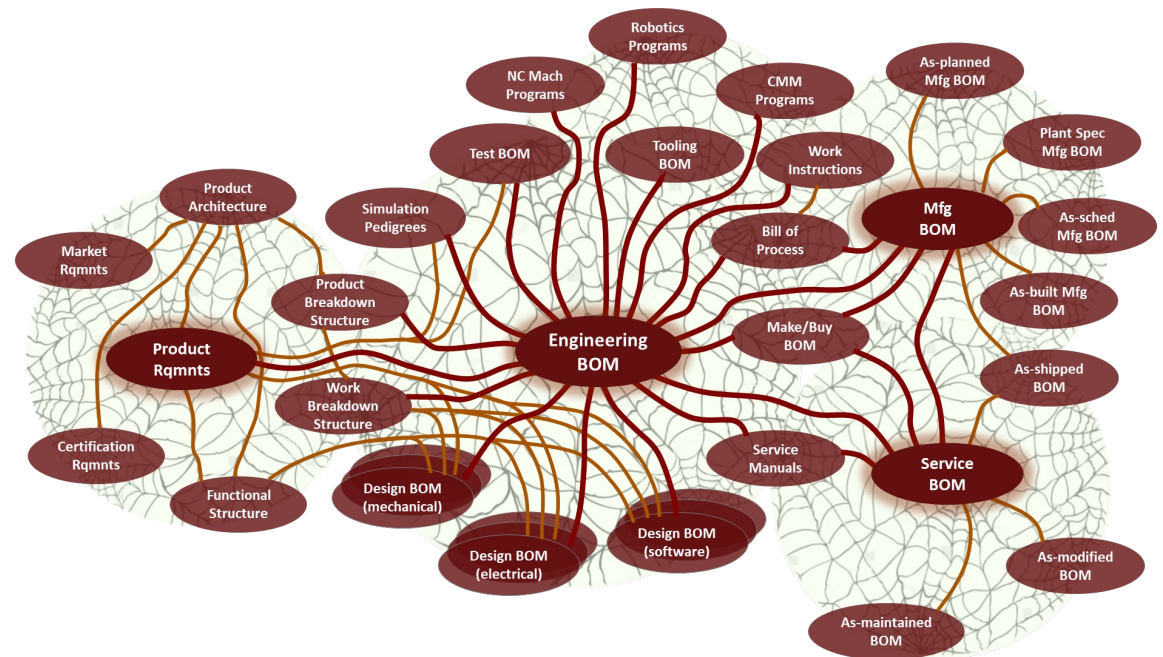 Robotics
Programs
NC Mach
Programs
CMM
Programs
As-planned
Mfg BOM
Test BOM
Tooling
BOM
Work
Instructions
Plant Spec
Mfg BOM
Product
Architecture
Simulation
Pedigrees
Bill of
Process
Mfg
BOM
As-sched
Mfg BOM
Market
Rqmnts
Product
Breakdown
Structure
As-built Mfg
BOM
Product
Rqmnts
Engineering
BOM
Make/Buy
BOM
As-shipped
BOM
Work
Breakdown
Structure
Certification
Rqmnts
Service
Manuals
Service
BOM
Functional
Structure
Design BOM
(mechanical)
Design BOM
(electrical)
Design BOM
(software)
As-modified
BOM
As-maintained
BOM